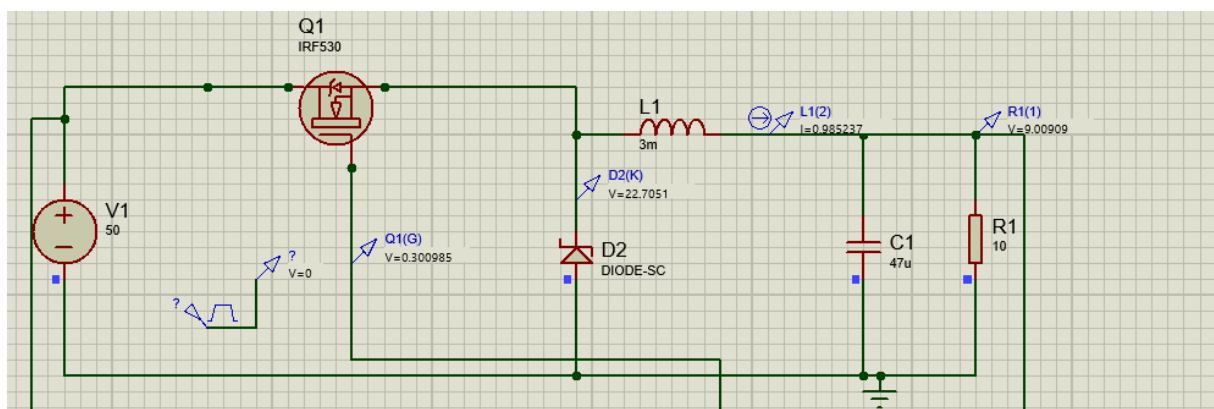 Q1
IRF530
L1
3m
L1(2)
I=0.985237
R1(1)
V=9.00909
D2(K)
V=22.7051
V1
50
Q1(G)
V=0.300985
?
V=0
?
D2
DIODE-SC
C1
47u
R1
10